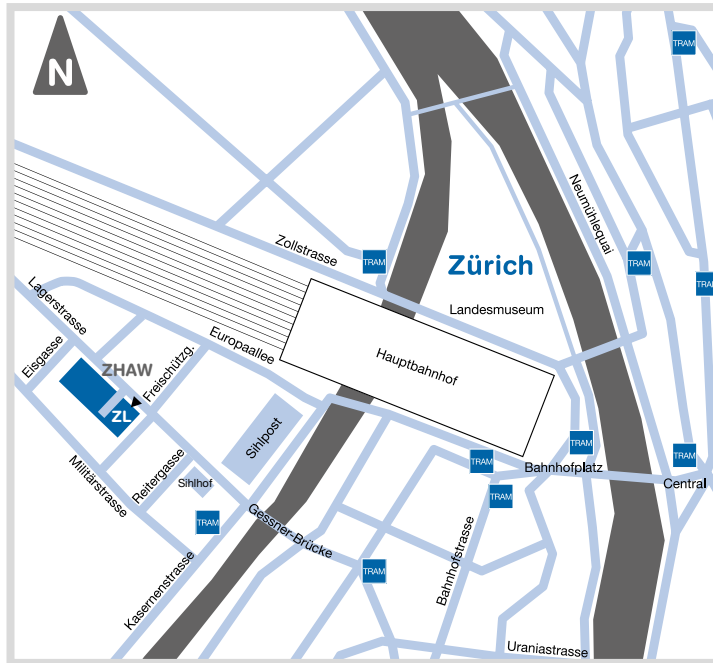 N
TRAM
TRAM
TRAM
TRAM
TRAM
Neumühlequai
Zollstrasse
Zürich
Landesmuseum
Lagerstrasse
Europaallee
Hauptbahnhof
Eisgasse
ZHAW
Freischützg.
ZL
Sihlpost
Militärstrasse
Reitergasse
Sihlhof
TRAM
TRAM
TRAM
TRAM
TRAM
TRAM
Bahnhofplatz
Central
Gessner-Brücke
Bahnhofstrasse
Kasernenstrasse
Uraniastrasse